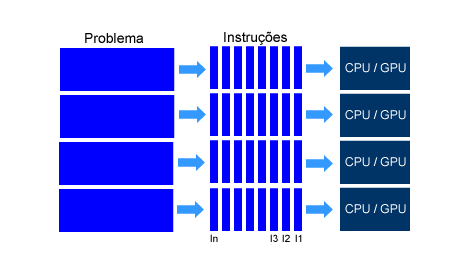 Problema
Instruções
CPU / GPU
CPU / GPU
CPU / GPU
CPU / GPU
In
I3
I2
I1